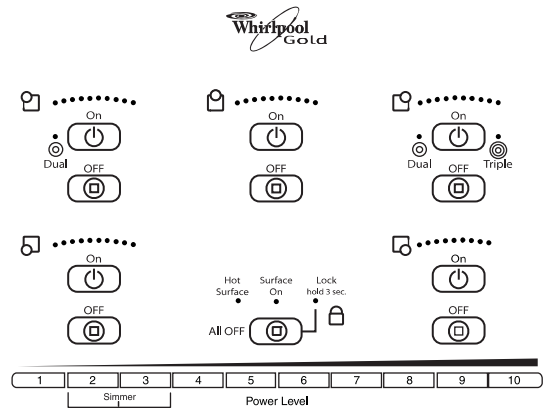 Whirlpool
Gold
On
On
On
Dual
Dual
Triple
OFF
OFF
OFF
On
On
Hot Surface
Surface On
Lock hold 3 sec.
OFF
OFF
All OFF
1 2 3 4 5 6 7 8 9 10
Simmer
Power Level